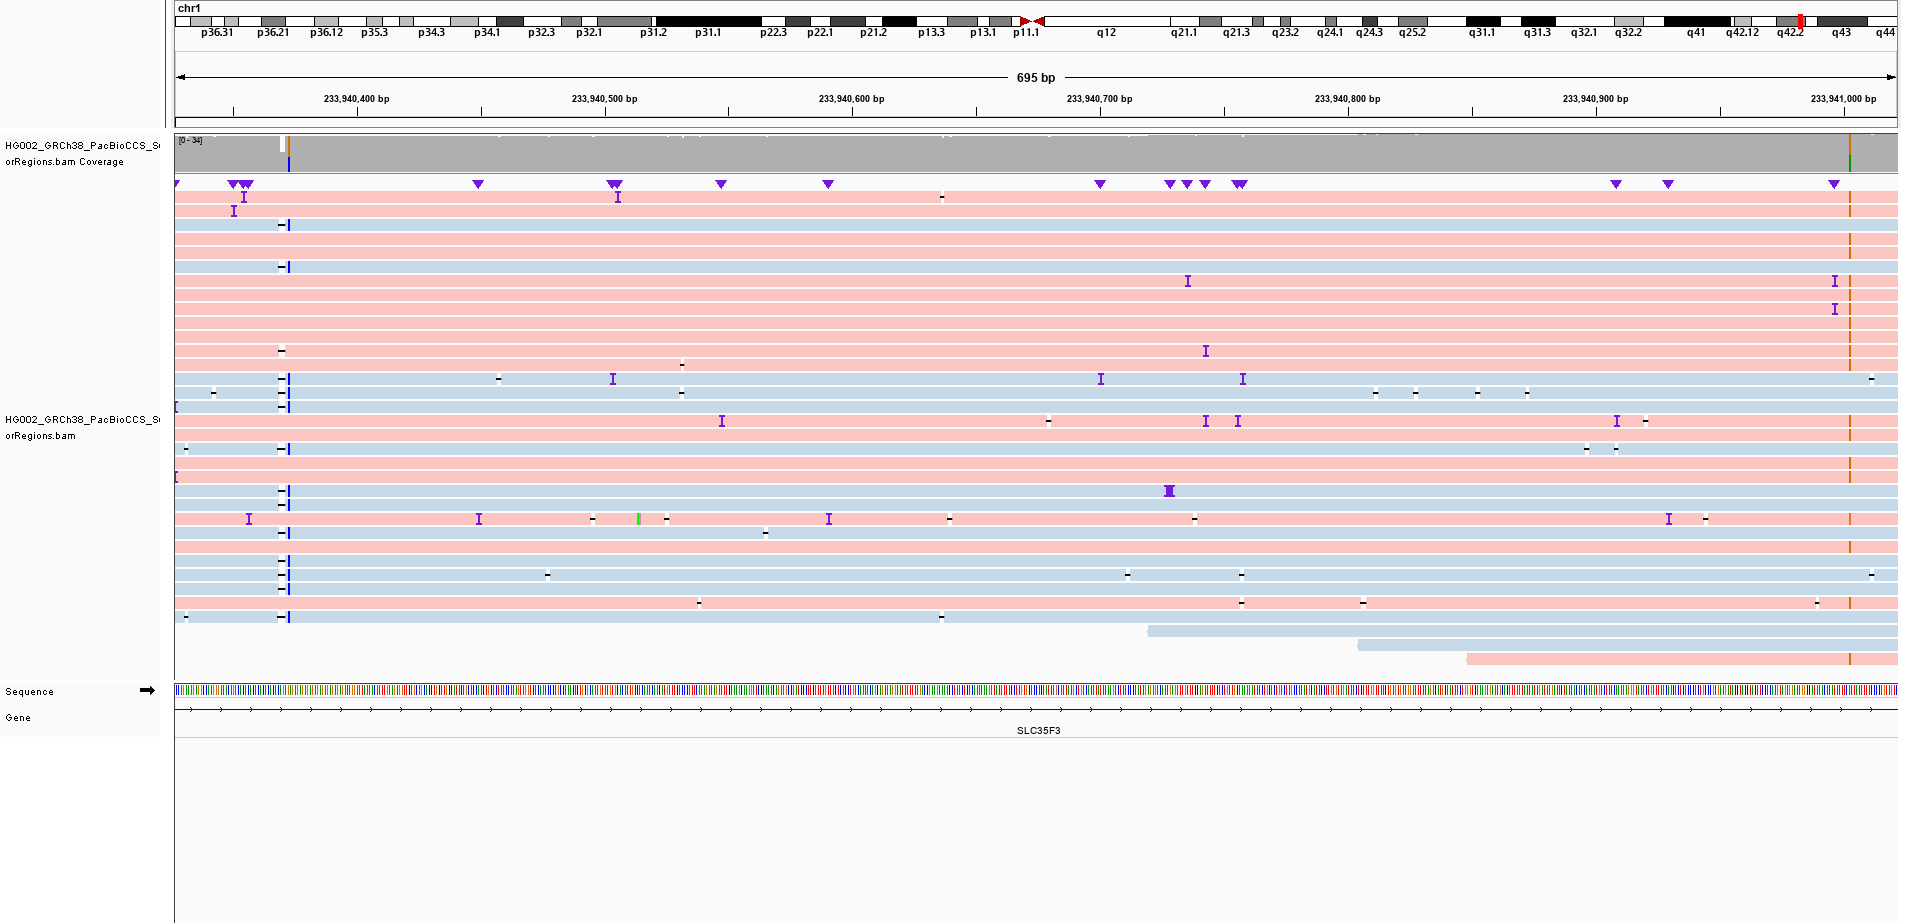 chr1
p36.31 p36.21 p36.12 p35.3 p34.3 p34.1 p32.3 p32.1 p31.2 p31.1 p22.3 p22.1 p21.2 p13.3 p13.1 p11.1 q12 q21.1 q21.3 q23.2 q24.1 q24.3 q25.2 q31.1 q31.3 q32.1 q32.2 q41 q42.12 q42.2 q43 q44
695 bp
233,940,400 bp 233,940,500 bp 233,940,600 bp 233,940,700 bp 233,940,800 bp 233,940,900 bp 233,941,000 bp
[0 - 34]
HG002_GRCh38_PacBioCCS_S
orRegions.bam Coverage
HG002_GRCh38_PacBioCCS_S
orRegions.bam
Sequence
Gene
SLC35F3